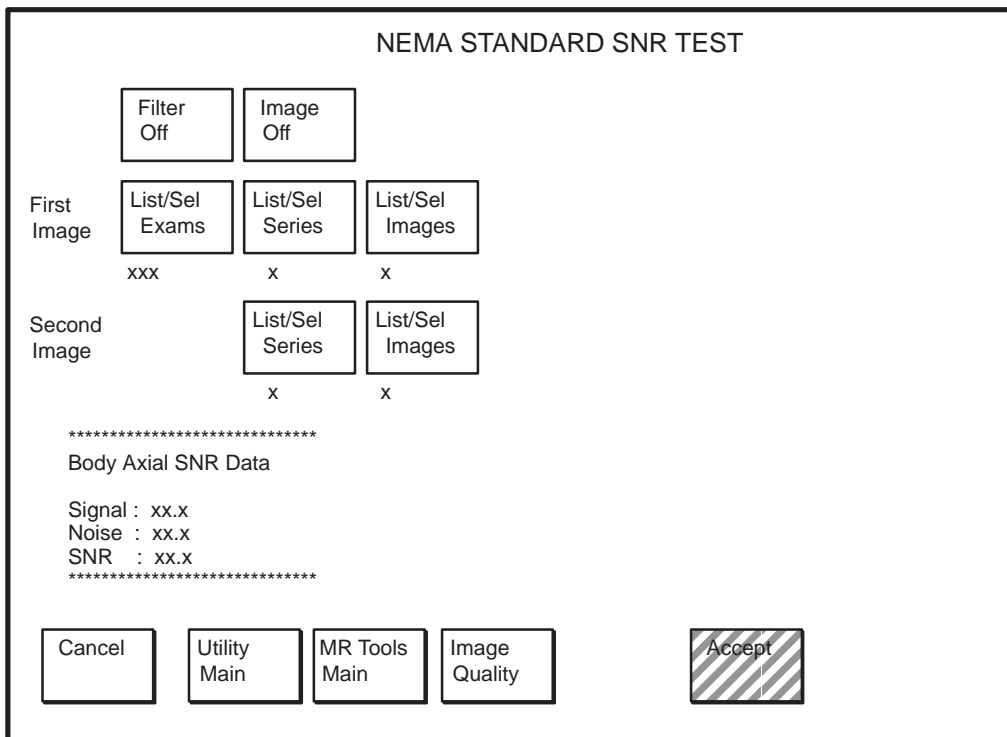 NEMA STANDARD SNR TEST
Filter Off
Image Off
First Image
List/Sel Exams
List/Sel Series
List/Sel Images
xxx x x
Second Image
List/Sel Series
List/Sel Images
x x
******************************
Body Axial SNR Data
Signal : xx.x
Noise : xx.x
SNR : xx.x
******************************
Cancel
Utility Main
MR Tools Main
Image Quality
Accept